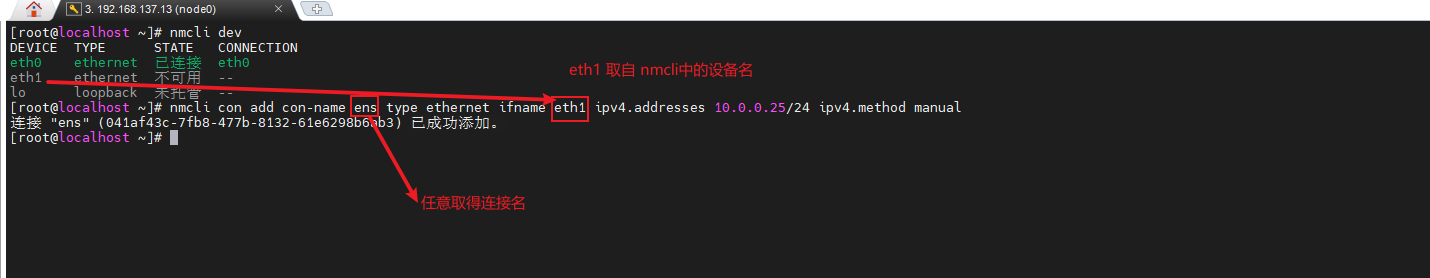 3. 192.168.137.13 (node0)
[root@localhost ~]# nmcli dev
DEVICE TYPE STATE CONNECTION
eth0 ethernet 已连接 eth0
eth1 ethernet 不可用 --
eth1 取自 nmcli中的设备名
lo loopback 未托管 --
[root@localhost ~]# nmcli con add con-name ens type ethernet ifname eth1 ipv4.addresses 10.0.0.25/24 ipv4.method manual
连接 "ens" (041af43c-7fb8-477b-8132-61e6298b6bb3) 已成功添加。
[root@localhost ~]#
任意取得连接名